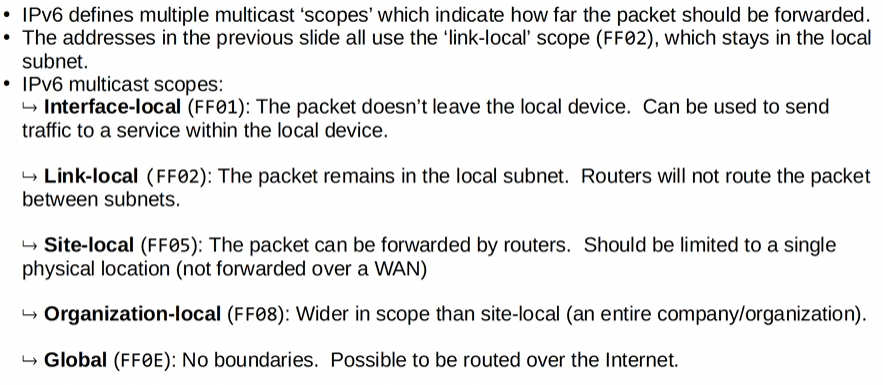 • IPv6 defines multiple multicast ‘scopes’ which indicate how far the packet should be forwarded.
• The addresses in the previous slide all use the ‘link-local’ scope (FF02), which stays in the local
subnet.
• IPv6 multicast scopes:
↪ Interface-local (FF01): The packet doesn’t leave the local device.  Can be used to send
traffic to a service within the local device.
↪ Link-local (FF02): The packet remains in the local subnet.  Routers will not route the packet
between subnets.
↪ Site-local (FF05): The packet can be forwarded by routers.  Should be limited to a single
physical location (not forwarded over a WAN)
↪ Organization-local (FF08): Wider in scope than site-local (an entire company/organization).
↪ Global (FF0E): No boundaries.  Possible to be routed over the Internet.